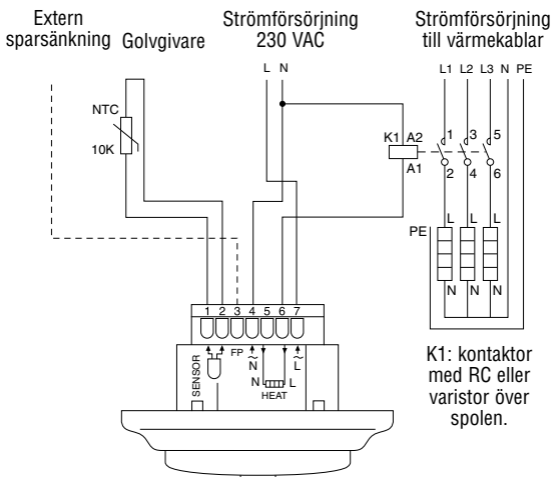 Extern
sparsänkning
Golvgivare
Strömförsörjning
230 VAC
Strömförsörjning
till värmekablar
L N
L1 L2 L3 N PE
NTC
10K
K1 A2
A1
1 3 5
2 4 6
PE
L L L
N N N
1 2 3 4 5 6 7
SENSOR
FP
~ ~
N L
N L
HEAT
K1: kontaktor
med RC eller
varistor över
spolen.